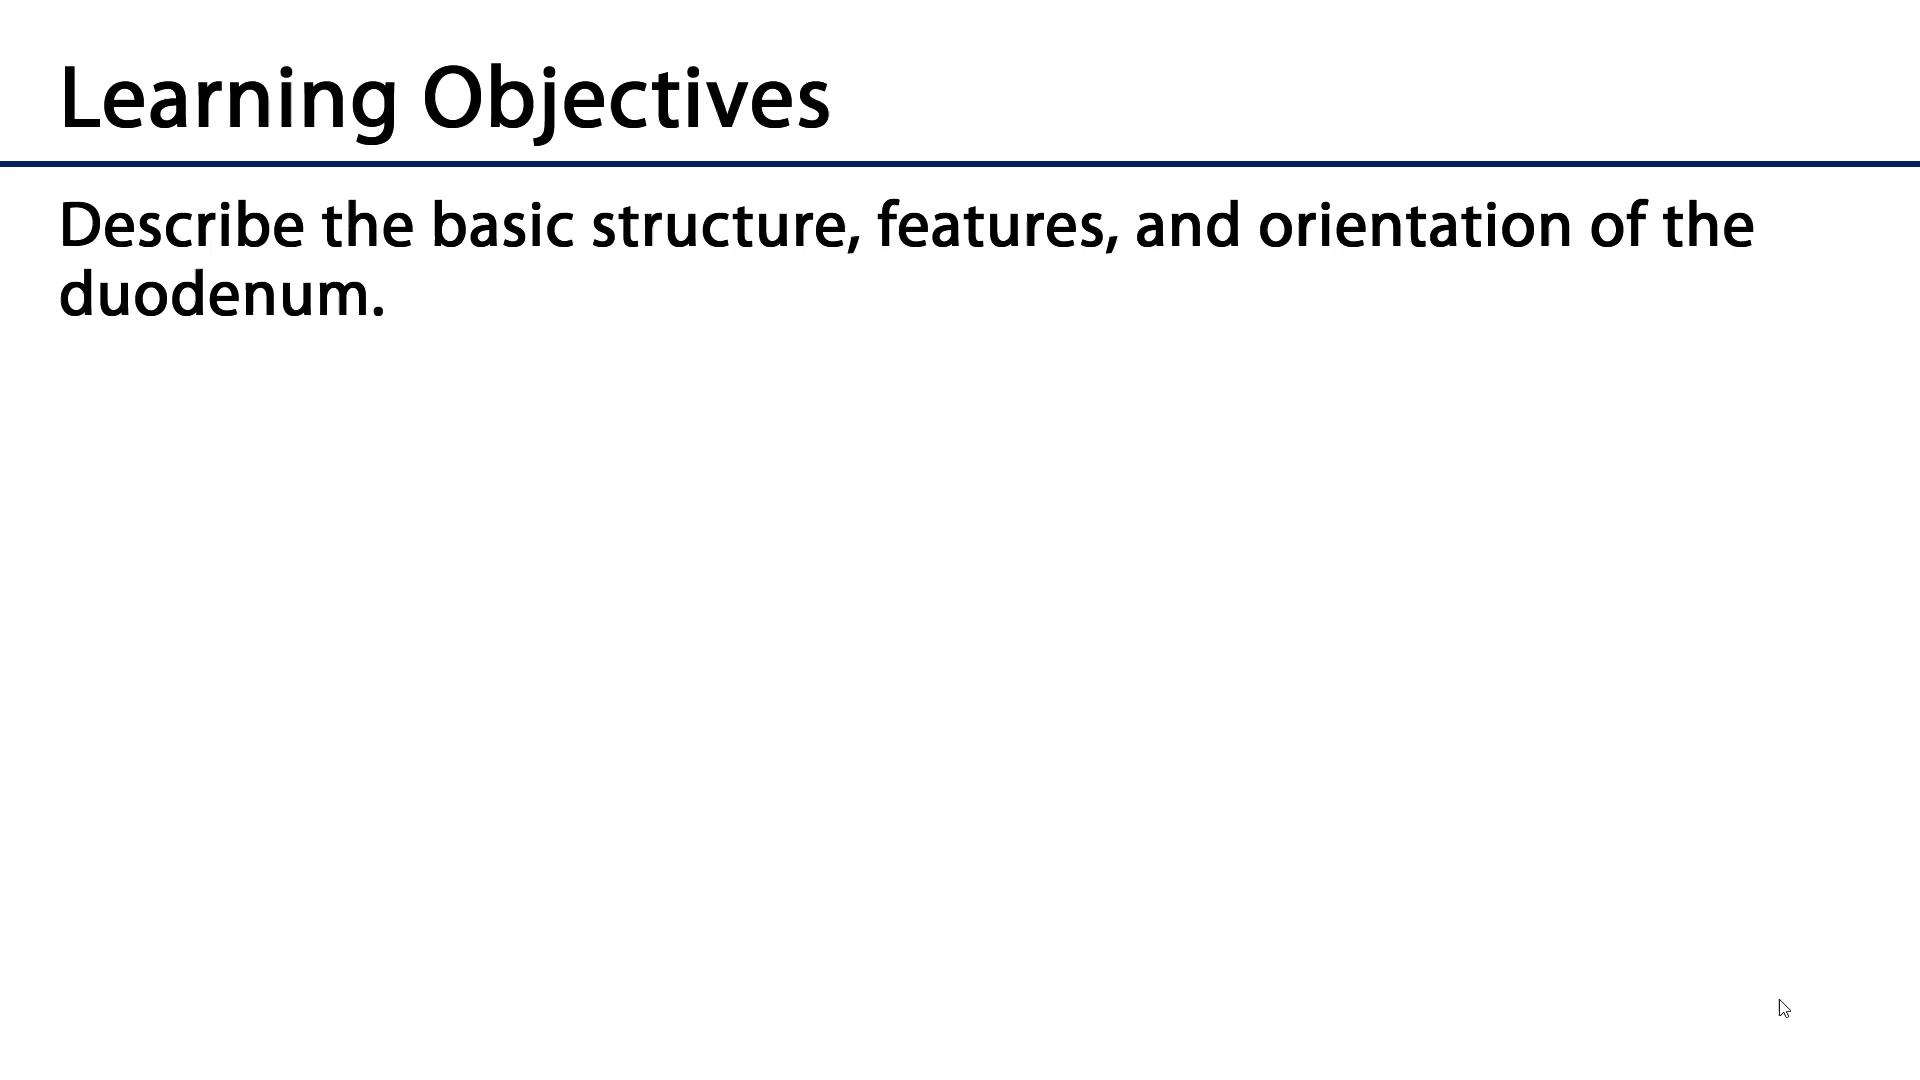 Learning Objectives
Describe the basic structure, features, and orientation of the
duodenum.